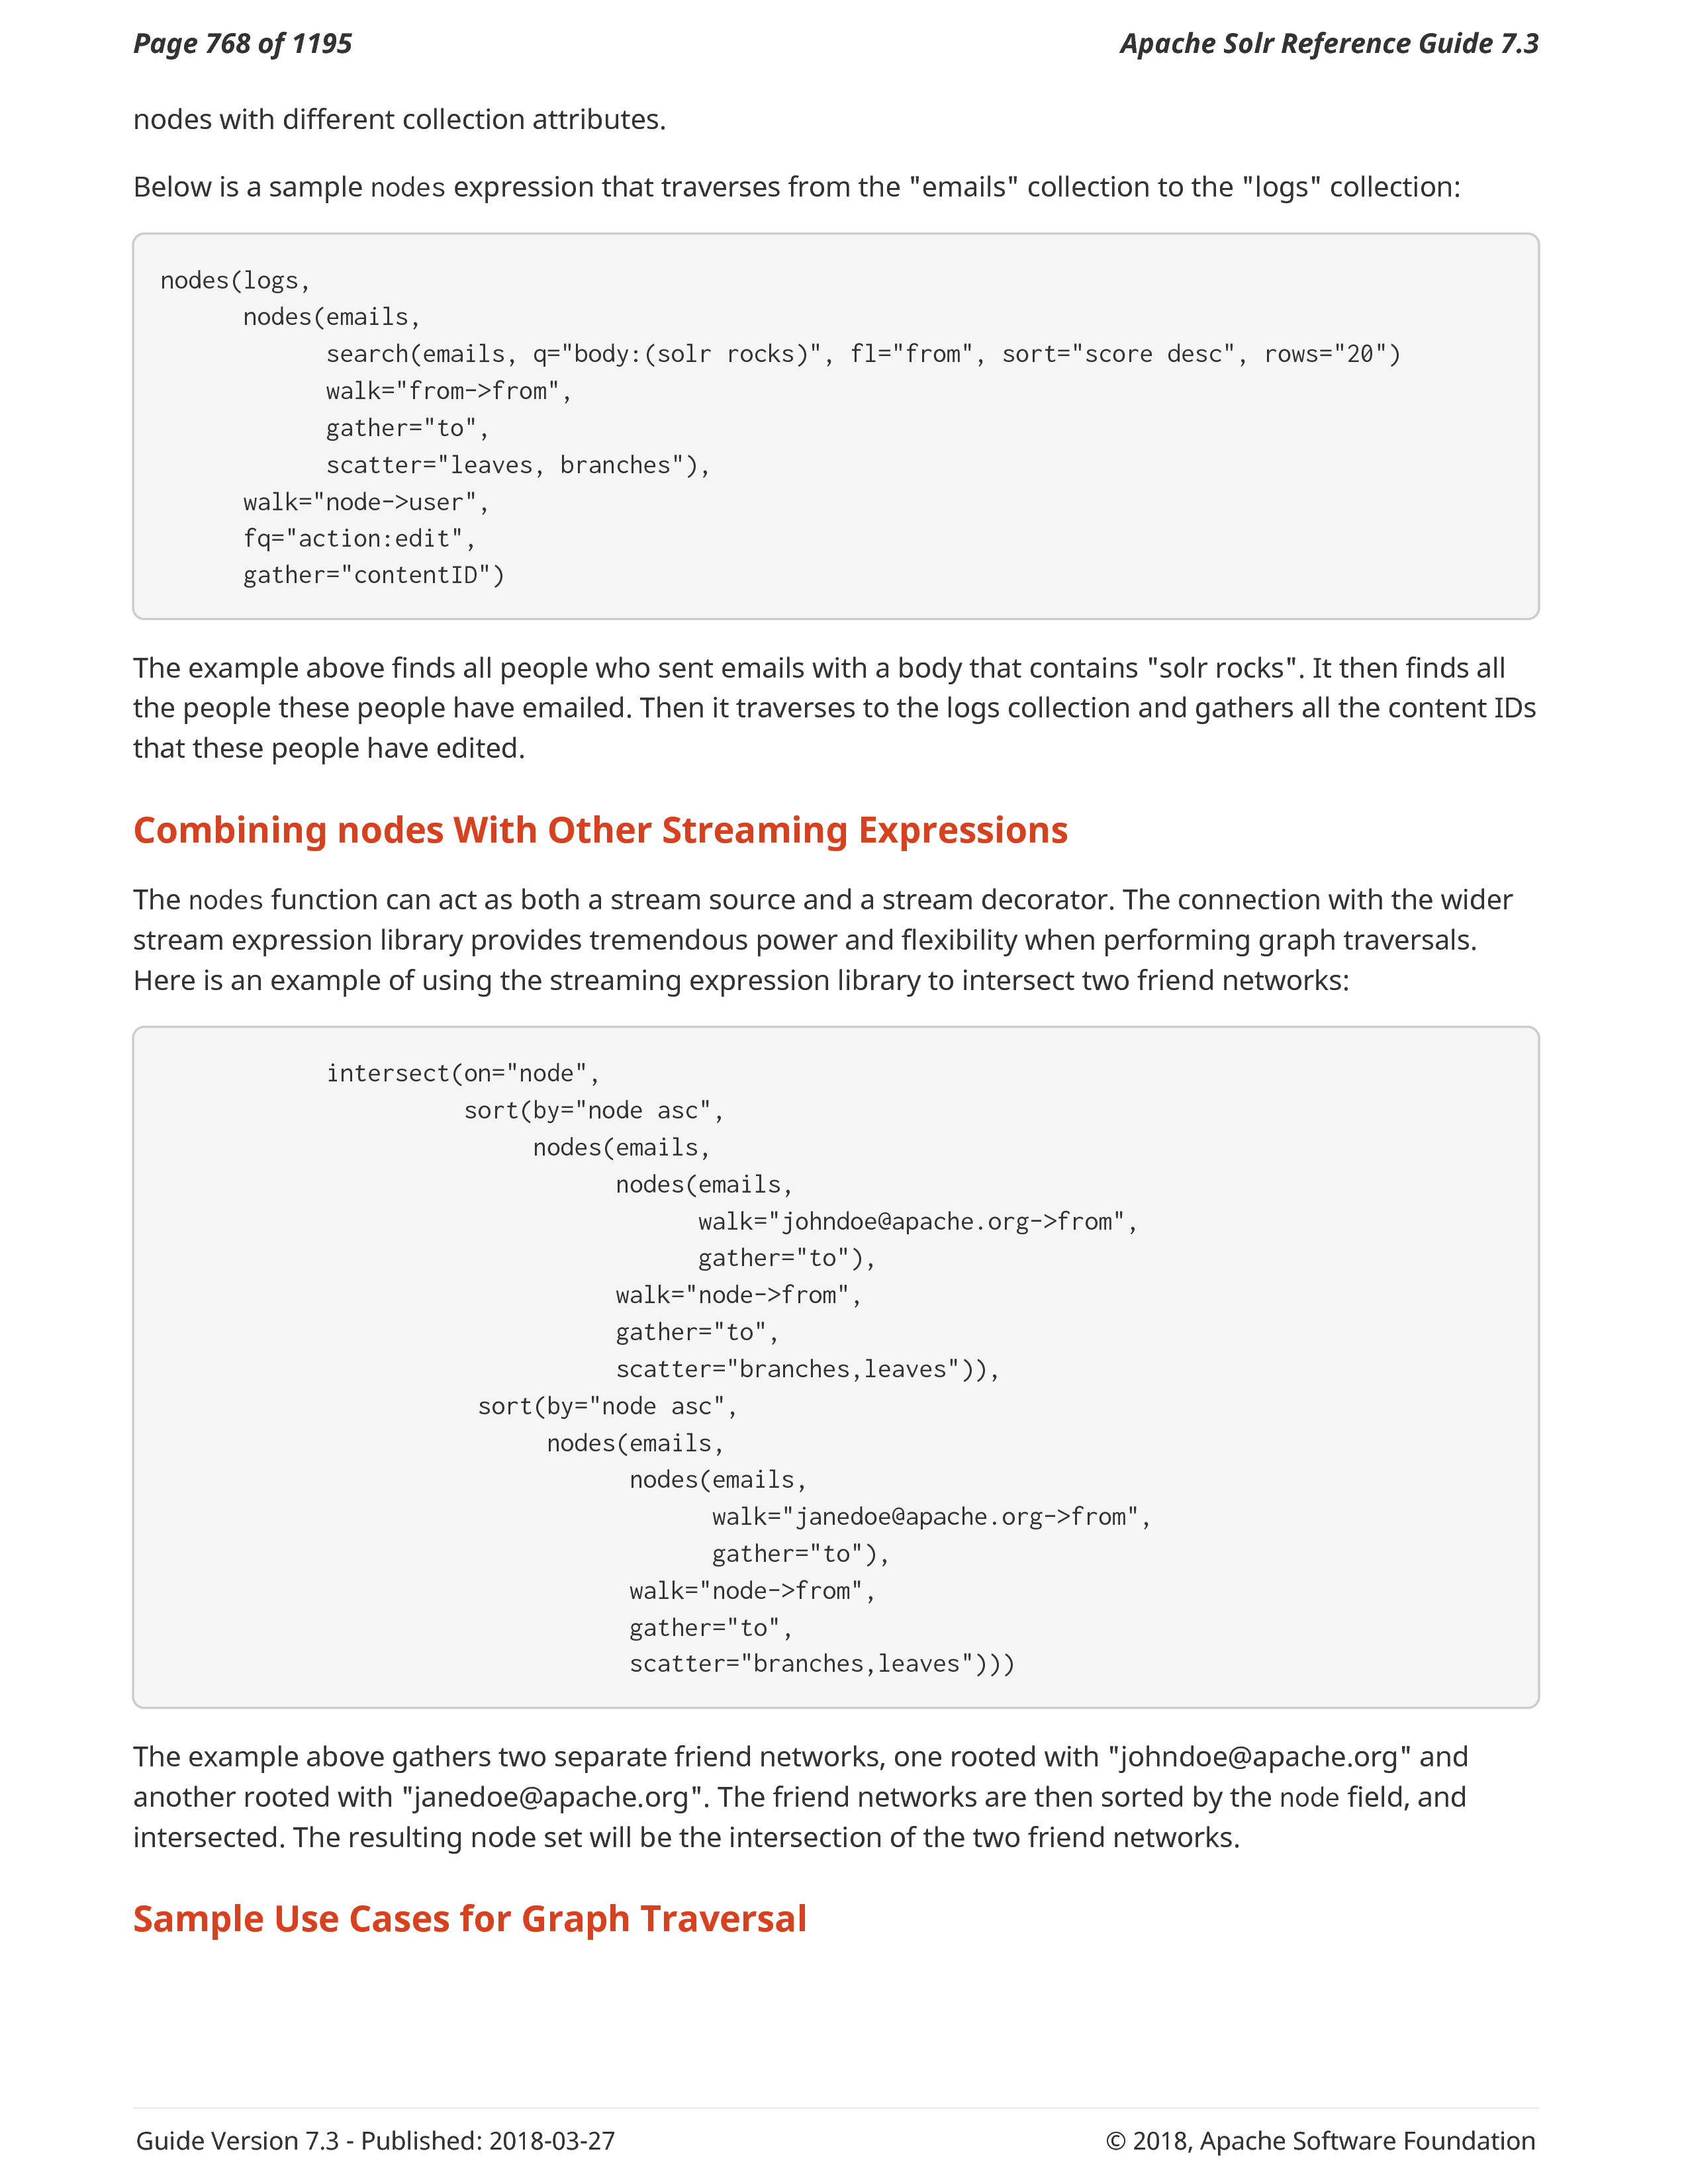 Page 768 of 1195
Apache Solr Reference Guide 7.3
nodes with different collection attributes.
Below is a sample nodes expression that traverses from the "emails" collection to the "logs" collection:
nodes(logs,
      nodes(emails,
            search(emails, q="body:(solr rocks)", fl="from", sort="score desc", rows="20")
            walk="from->from",
            gather="to",
            scatter="leaves, branches"),
      walk="node->user",
      fq="action:edit",
      gather="contentID")
The example above finds all people who sent emails with a body that contains "solr rocks". It then finds all
the people these people have emailed. Then it traverses to the logs collection and gathers all the content IDs
that these people have edited.
Combining nodes With Other Streaming Expressions
The nodes function can act as both a stream source and a stream decorator. The connection with the wider
stream expression library provides tremendous power and flexibility when performing graph traversals.
Here is an example of using the streaming expression library to intersect two friend networks:
            intersect(on="node",
                      sort(by="node asc",
                           nodes(emails,
                                 nodes(emails,
                                       walk="johndoe@apache.org->from",
                                       gather="to"),
                                 walk="node->from",
                                 gather="to",
                                 scatter="branches,leaves")),
                       sort(by="node asc",
                            nodes(emails,
                                  nodes(emails,
                                        walk="janedoe@apache.org->from",
                                        gather="to"),
                                  walk="node->from",
                                  gather="to",
                                  scatter="branches,leaves")))
The example above gathers two separate friend networks, one rooted with "johndoe@apache.org" and
another rooted with "janedoe@apache.org". The friend networks are then sorted by the node field, and
intersected. The resulting node set will be the intersection of the two friend networks.
Sample Use Cases for Graph Traversal
Guide Version 7.3 - Published: 2018-03-27
© 2018, Apache Software Foundation